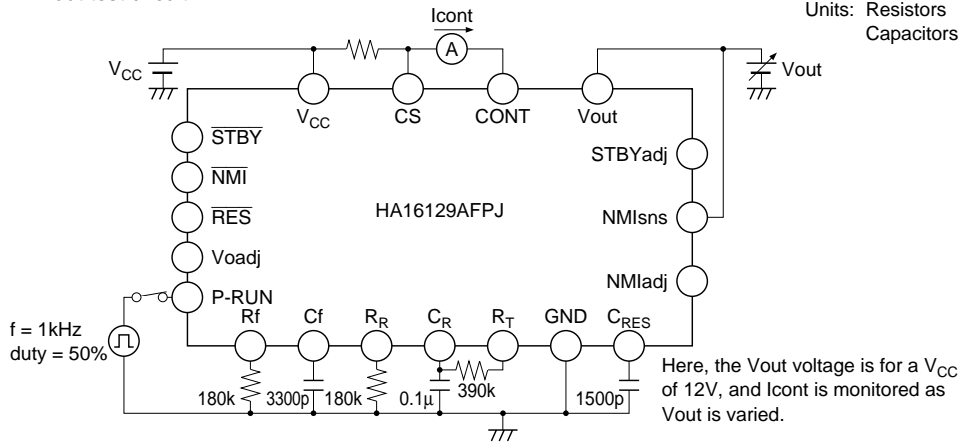 Icont
Units: Resistors
Capacitors
A
VCC
Vout
VCC
CS
CONT
Vout
STBY
STBYadj
NMI
RES
HA16129AFPJ
NMIsns
Voadj
NMIadj
P-RUN
Rf
Cf
RR
CR
RT
GND
CRES
f = 1kHz
duty = 50%
180k
3300p
180k
0.1μ
390k
1500p
Here, the Vout voltage is for a VCC
of 12V, and Icont is monitored as
Vout is varied.